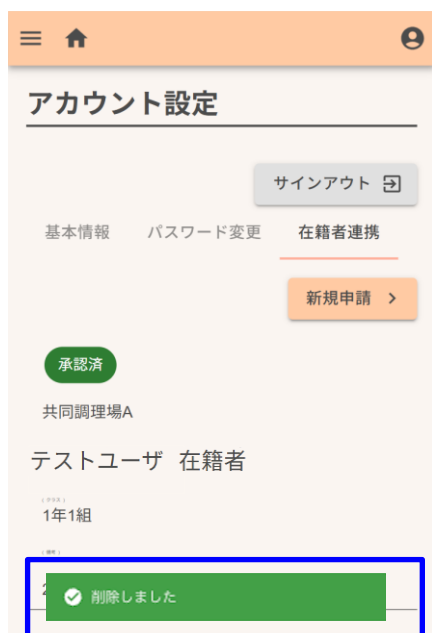 アカウント設定
サインアウト
基本情報 パスワード変更 在籍者連携
新規申請
承認済
共同調理場A
テストユーザ 在籍者
1年1組
削除しました